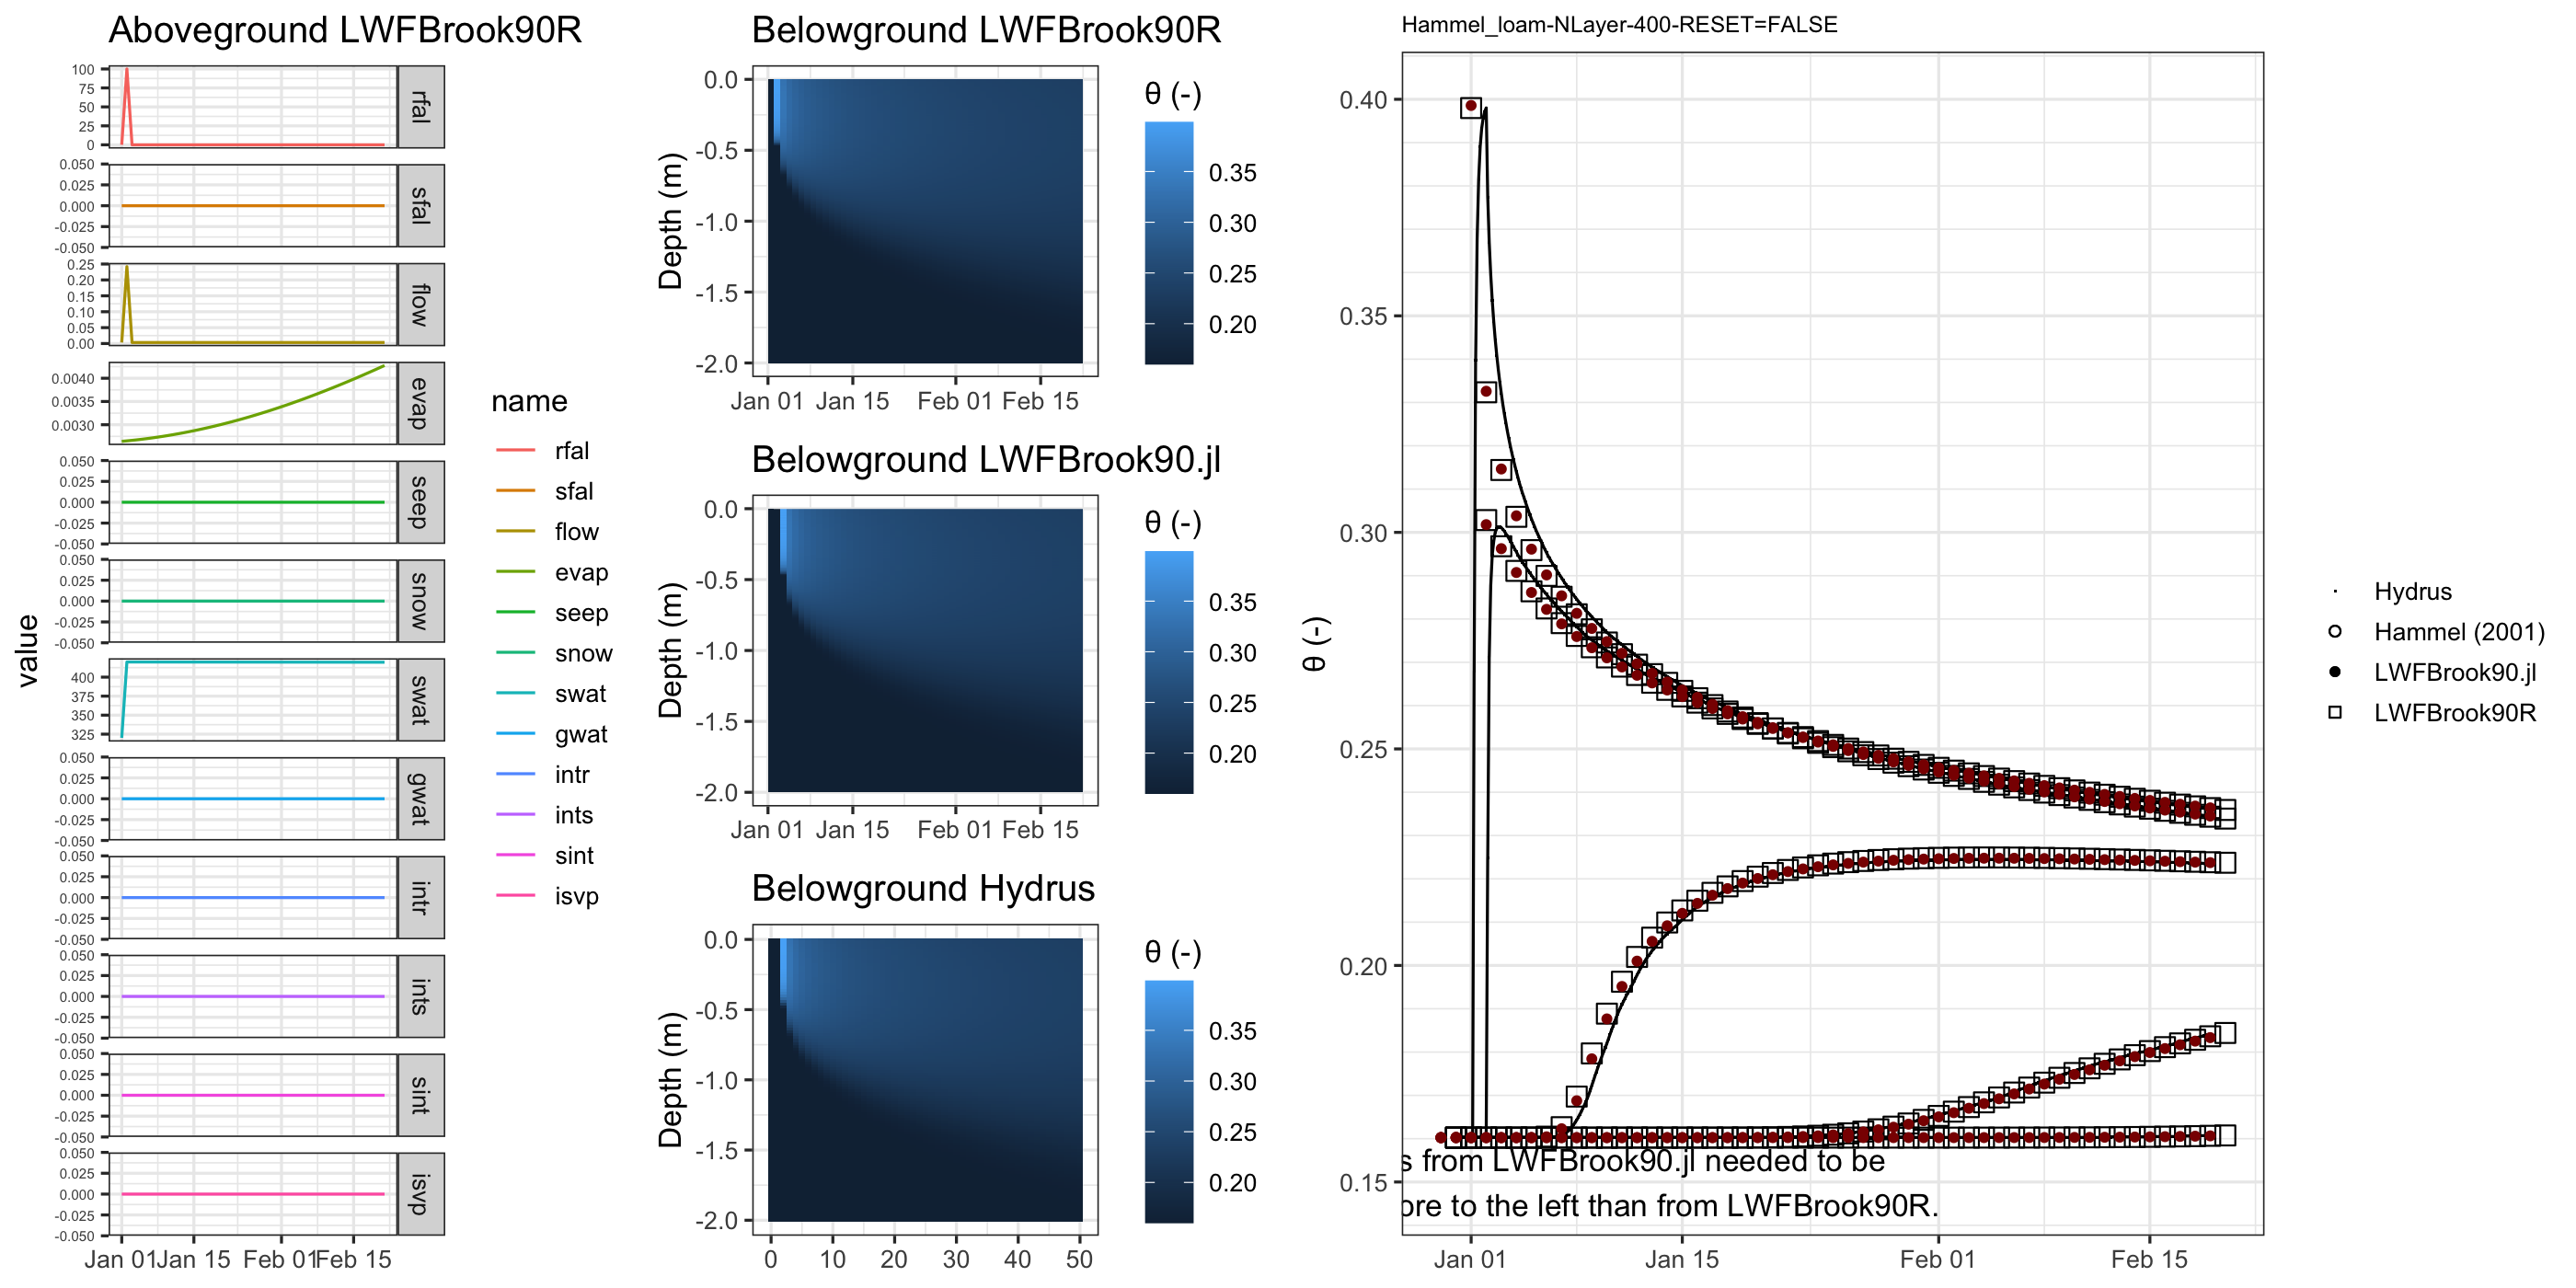 Aboveground LWFBrook90R
value
100
75
50
25
0
rfal
0.050
0.025
0.000
-0.025
-0.050
sfal
0.25
0.20
0.15
0.10
0.05
0.00
flow
0.0040
0.0035
0.0030
evap
0.050
0.025
0.000
-0.025
-0.050
seep
0.050
0.025
0.000
-0.025
-0.050
snow
400
375
350
325
swat
0.050
0.025
0.000
-0.025
-0.050
gwat
0.050
0.025
0.000
-0.025
-0.050
intr
0.050
0.025
0.000
-0.025
-0.050
ints
0.050
0.025
0.000
-0.025
-0.050
sint
0.050
0.025
0.000
-0.025
-0.050
isvp
Jan 01 Jan 15 Feb 01 Feb 15
name
rfal
sfal
flow
evap
seep
snow
swat
gwat
intr
ints
sint
isvp
Belowground LWFBrook90R
Depth (m)
0.0
-0.5
-1.0
-1.5
-2.0
Jan 01 Jan 15 Feb 01 Feb 15
θ (-)
0.35
0.30
0.25
0.20
Belowground LWFBrook90.jl
Depth (m)
0.0
-0.5
-1.0
-1.5
-2.0
Jan 01 Jan 15 Feb 01 Feb 15
θ (-)
0.35
0.30
0.25
0.20
Belowground Hydrus
Depth (m)
0.0
-0.5
-1.0
-1.5
-2.0
0 10 20 30 40 50
θ (-)
0.35
0.30
0.25
0.20
Hammel_loam-NLayer-400-RESET=FALSE
θ (-)
0.40
0.35
0.30
0.25
0.20
0.15
s from LWFBrook90.jl needed to be
ore to the left than from LWFBrook90R.
Jan 01 Jan 15 Feb 01 Feb 15
Hydrus
Hammel (2001)
LWFBrook90.jl
LWFBrook90R